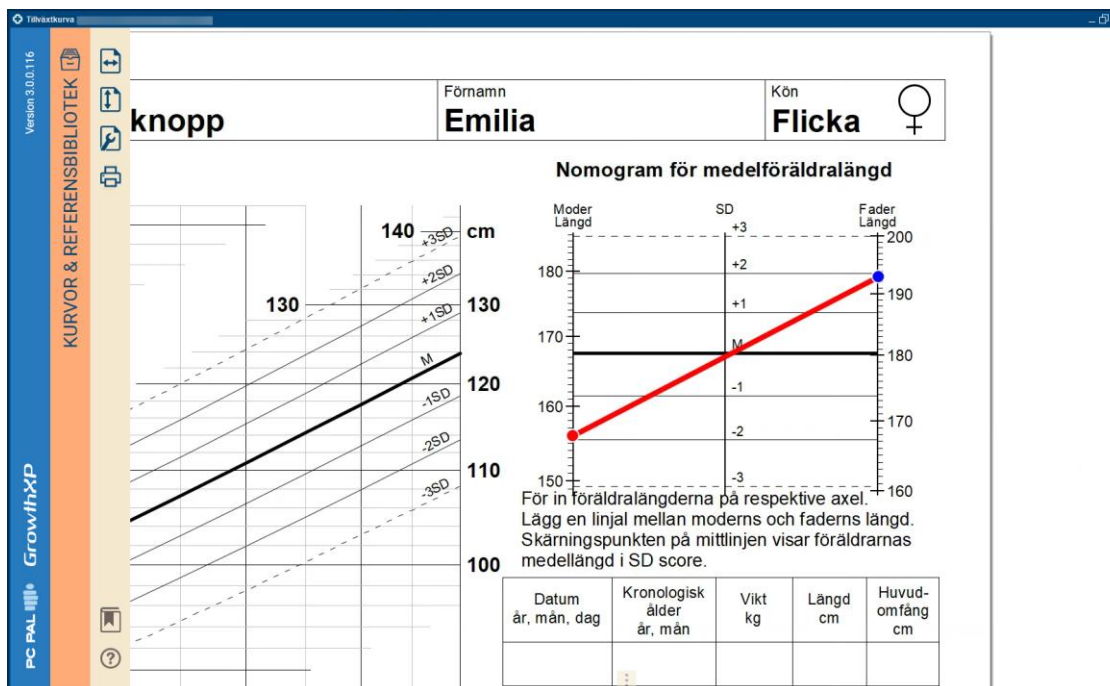 Tillväxtkurva
Version 3.0.0.116
KURVOR & REFERENSBIBLIOTEK
GrowthXP
PC PAL
knopp
Förnamn
Emilia
Kön
Flicka
Nomogram för medelföräldralängd
Moder
Längd
SD
Fader
Längd
+3
200
+2
180
190
+1
170
M
180
-1
160
170
-2
150
-3
160
För in föräldralängderna på respektive axel.
Lägg en linjal mellan moderns och faderns längd.
Skärningspunkten på mittlinjen visar föräldrarnas
medellängd i SD score.
140
cm
+3SD
+2SD
130
130
+1SD
M
120
-1SD
-2SD
110
-3SD
100
Datum
år, mån, dag
Kronologisk
ålder
år, mån
Vikt
kg
Längd
cm
Huvud-
omfång
cm